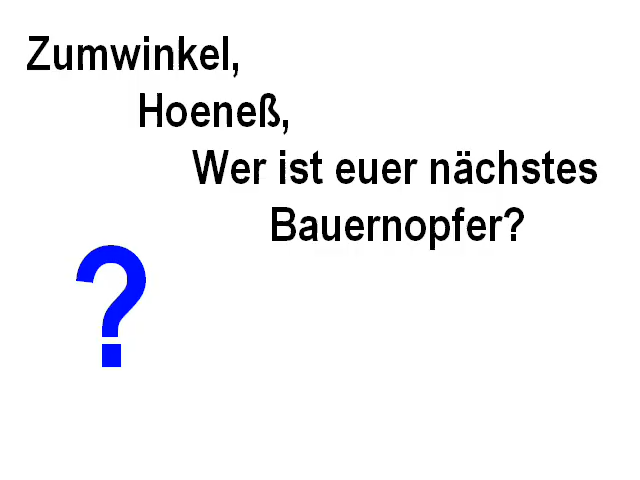 Zumwinkel,
Hoeneß,
Wer ist euer nächstes
Bauernopfer?
?